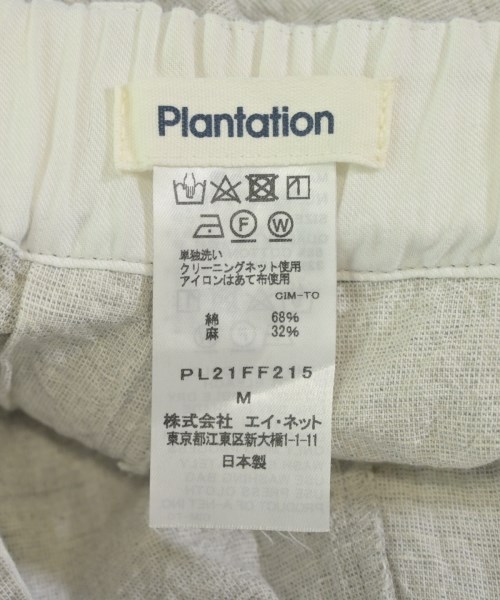 Plantation
F W
単独洗い
クリーニングネット使用
アイロンはあて布使用
CIM-TO
綿 68%
麻 32%
PL21FF215
M
株式会社 エイ・ネット
東京都江東区新大橋1-1-11
日本製